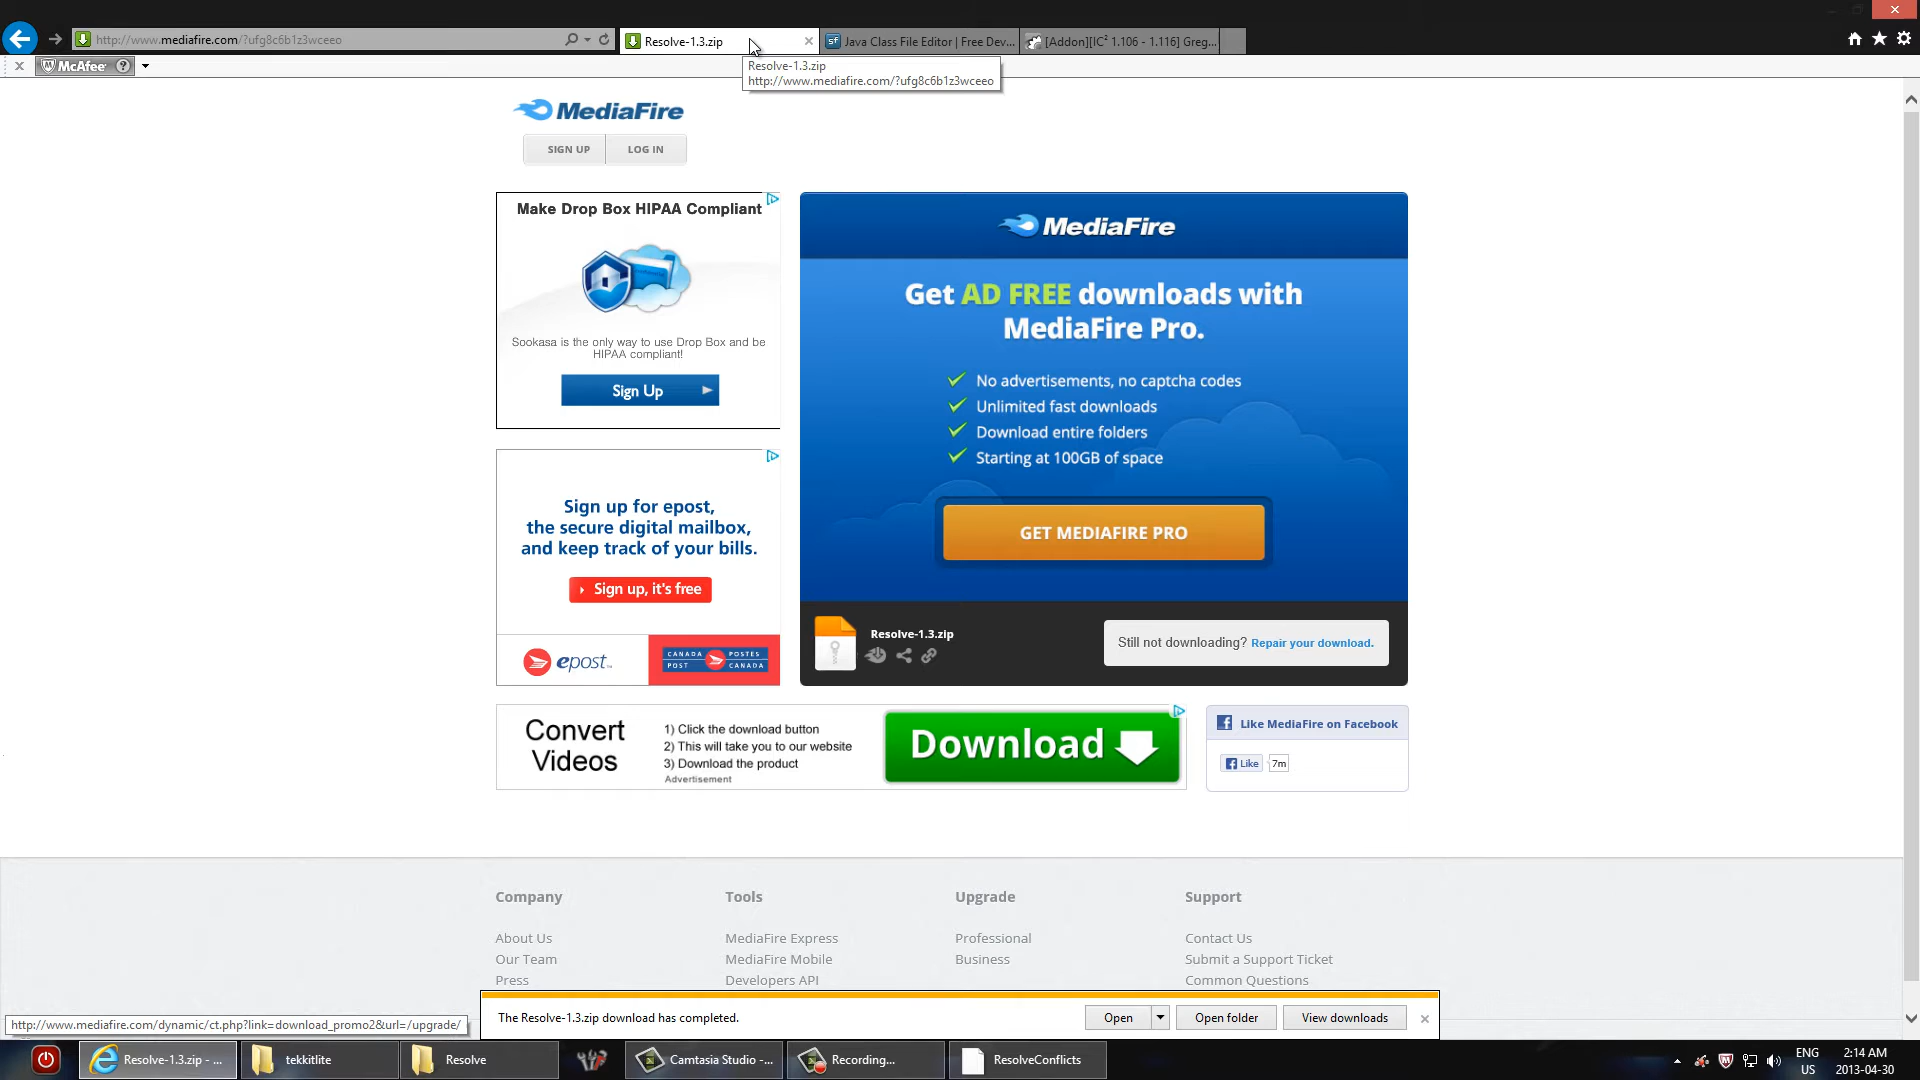 http://www.mediafire.com/?ufg8c6b1z3wceeo
Resolve-1.3.zip
Java Class File Editor | Free Dev...
[Addon][IC² 1.106 - 1.116] Greg...
McAfee
Resolve-1.3.zip
http://www.mediafire.com/?ufg8c6b1z3wceeo
MediaFire
SIGN UP
LOG IN
Make Drop Box HIPAA Compliant
Sookasa is the only way to use Drop Box and be
HIPAA compliant!
Sign Up
Sign up for epost,
the secure digital mailbox,
and keep track of your bills.
Sign up, it's free
epost
CANADA POST
POSTES CANADA
MediaFire
Get AD FREE downloads with
MediaFire Pro.
No advertisements, no captcha codes
Unlimited fast downloads
Download entire folders
Starting at 100GB of space
GET MEDIAFIRE PRO
Resolve-1.3.zip
Still not downloading? Repair your download.
Convert
Videos
1) Click the download button
2) This will take you to our website
3) Download the product
Advertisement
Download
Like MediaFire on Facebook
Like
7m
Company
About Us
Our Team
Press
Tools
MediaFire Express
MediaFire Mobile
Developers API
Upgrade
Professional
Business
Support
Contact Us
Submit a Support Ticket
Common Questions
The Resolve-1.3.zip download has completed.
Open
Open folder
View downloads
http://www.mediafire.com/dynamic/ct.php?link=download_promo2&url=/upgrade/
Resolve-1.3.zip - ...
tekkitlite
Resolve
Camtasia Studio -...
Recording...
ResolveConflicts
ENG
US
2:14 AM
2013-04-30